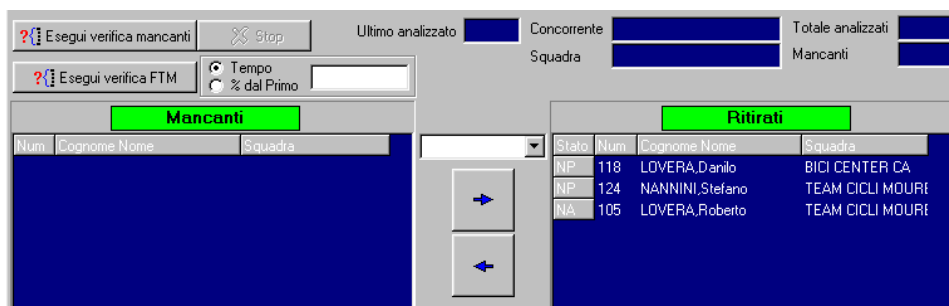 ?{ Esegui verifica mancanti Stop Ultimo analizzato Concorrente Totale analizzati
Squadra Mancanti
?{ Esegui verifica FTM Tempo
% dal Primo
Mancanti Ritirati
Num Cognome Nome Squadra Stato Num Cognome Nome Squadra
NP 118 LOVERA,Danilo BICI CENTER CA
NP 124 NANNINI,Stefano TEAM CICLI MOURE
NA 105 LOVERA,Roberto TEAM CICLI MOURE